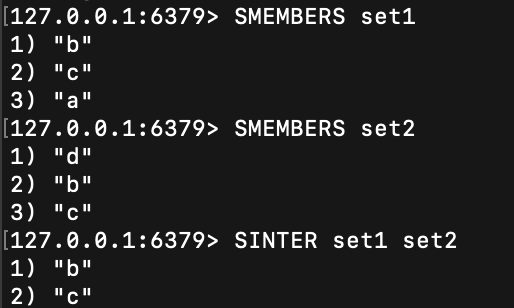 [127.0.0.1:6379> SMEMBERS set1
1) "b"
2) "c"
3) "a"
[127.0.0.1:6379> SMEMBERS set2
1) "d"
2) "b"
3) "c"
[127.0.0.1:6379> SINTER set1 set2
1) "b"
2) "c"